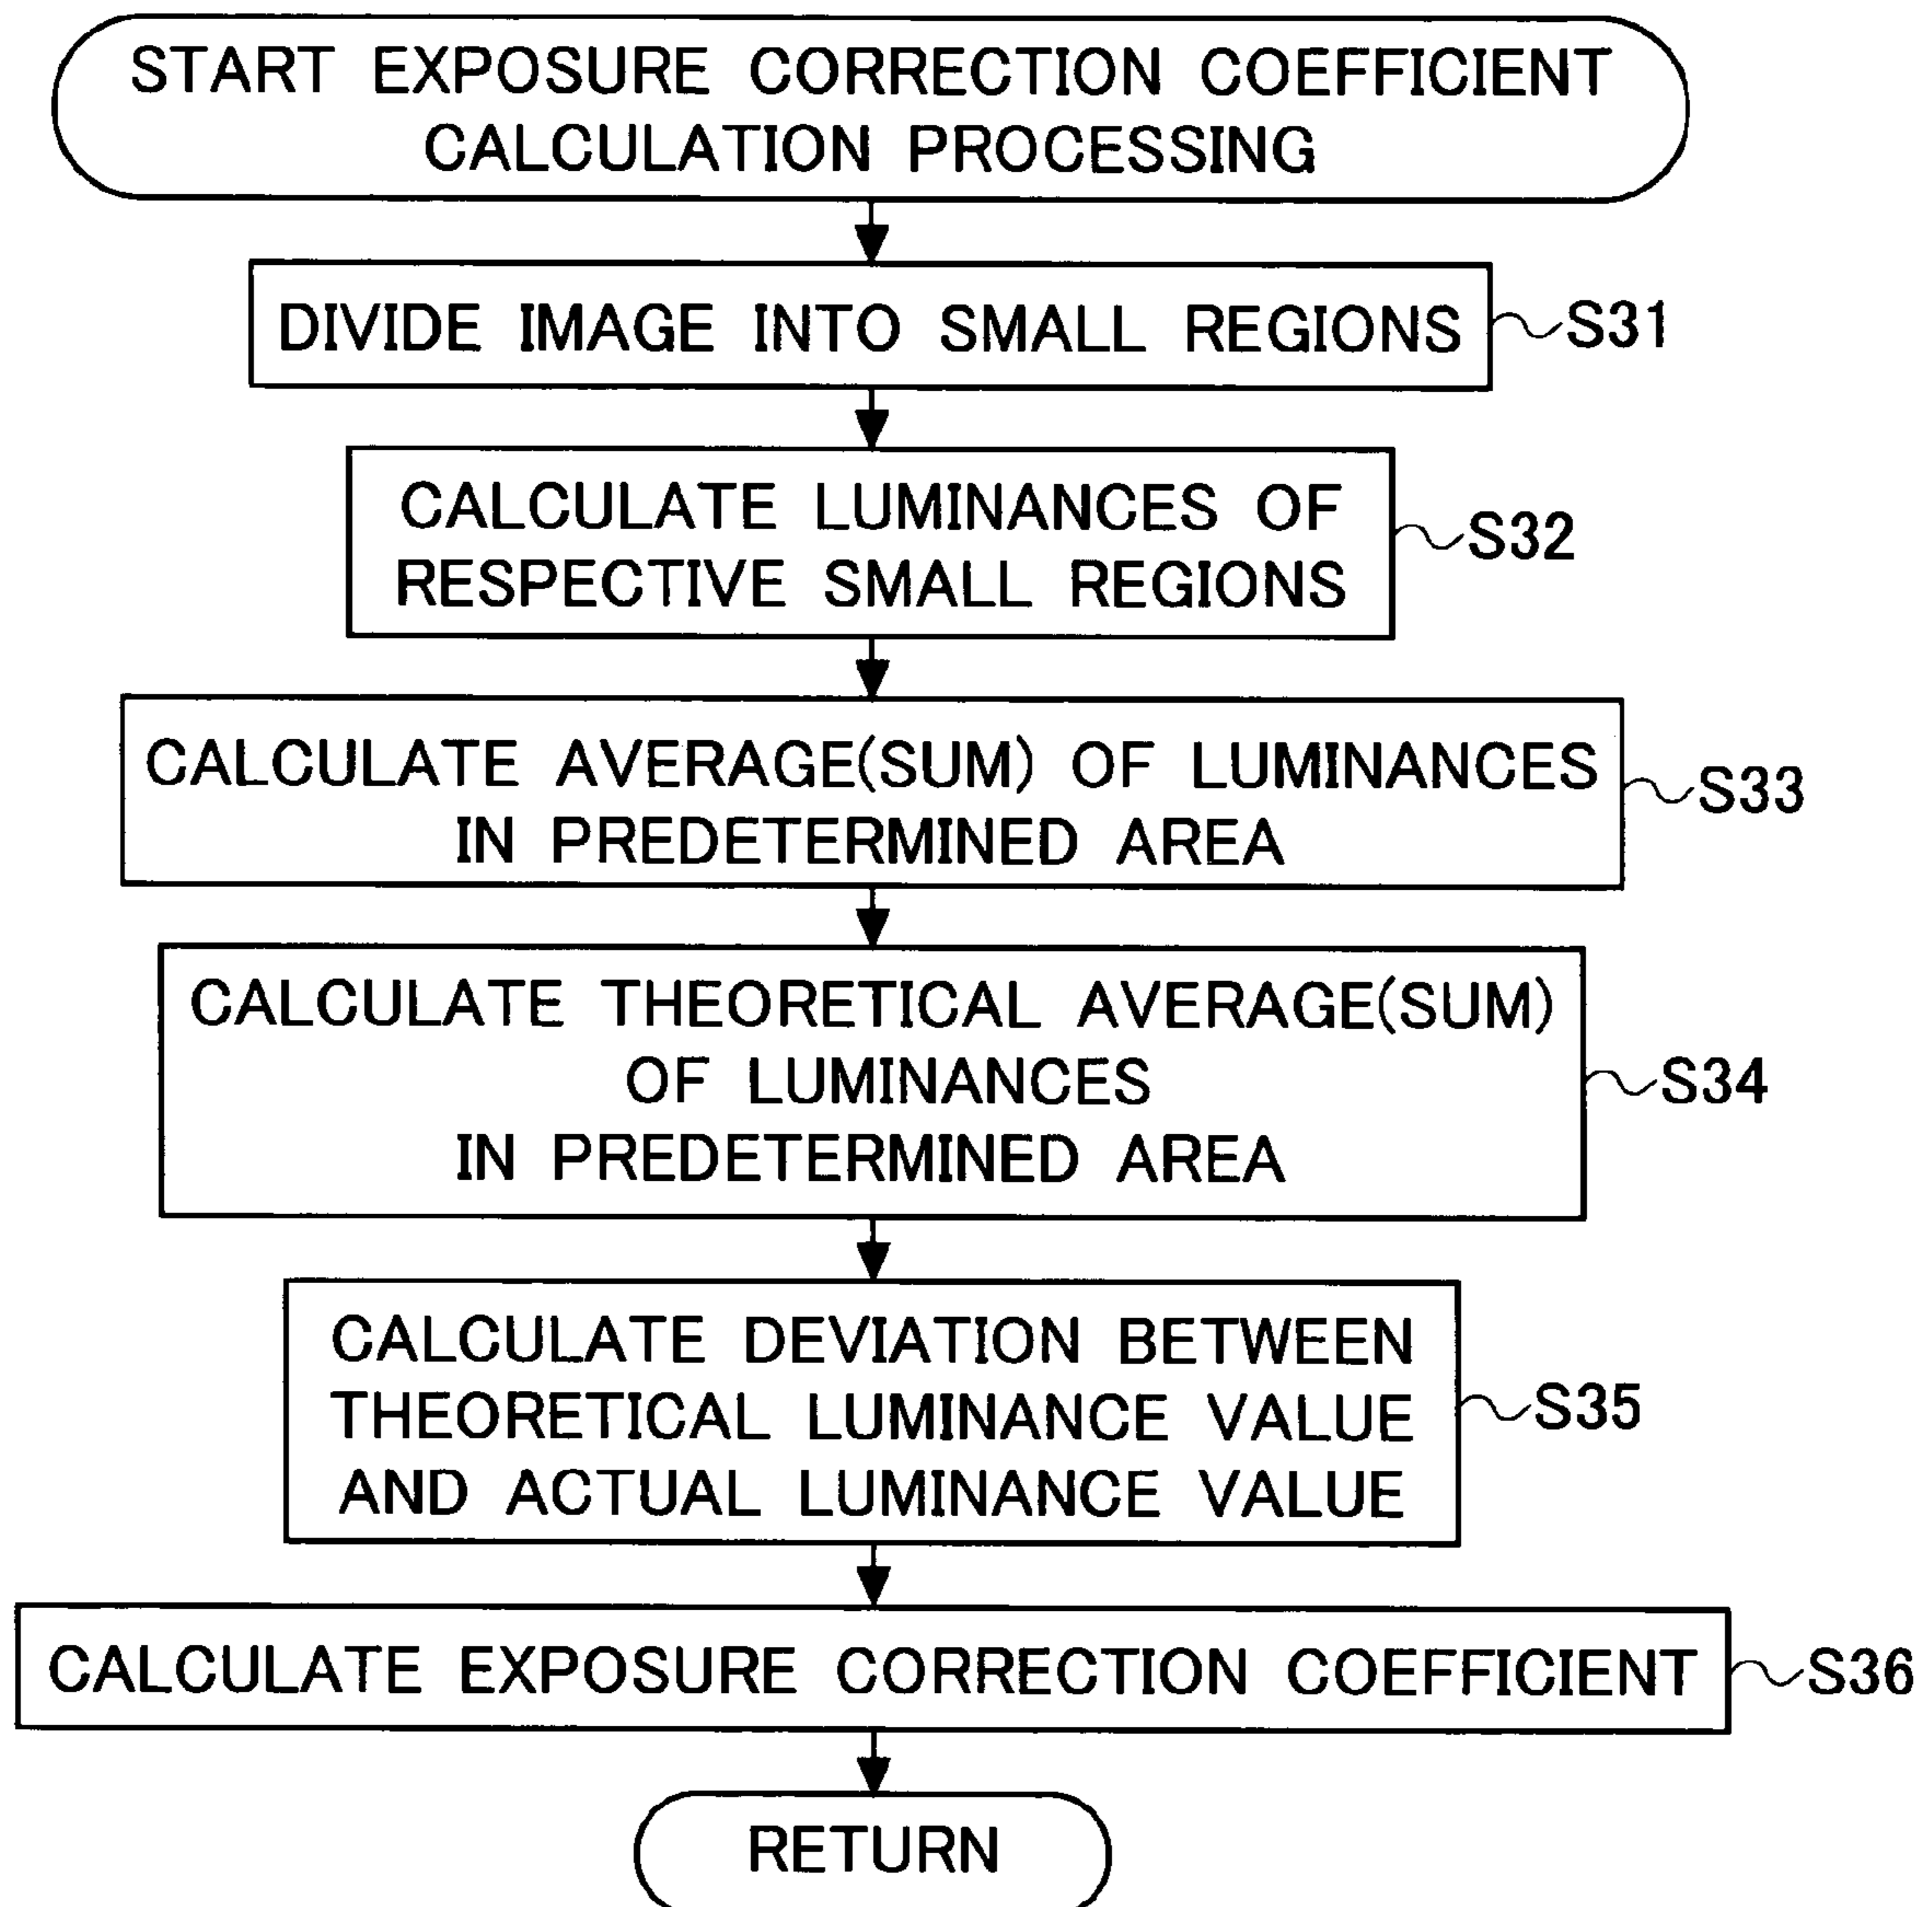 START EXPOSURE CORRECTION COEFFICIENT
CALCULATION PROCESSING
DIVIDE IMAGE INTO SMALL REGIONS
S31
CALCULATE LUMINANCES OF
RESPECTIVE SMALL REGIONS
S32
CALCULATE AVERAGE(SUM) OF LUMINANCES
IN PREDETERMINED AREA
S33
CALCULATE THEORETICAL AVERAGE(SUM)
OF LUMINANCES
IN PREDETERMINED AREA
S34
CALCULATE DEVIATION BETWEEN
THEORETICAL LUMINANCE VALUE
AND ACTUAL LUMINANCE VALUE
S35
CALCULATE EXPOSURE CORRECTION COEFFICIENT
S36
RETURN